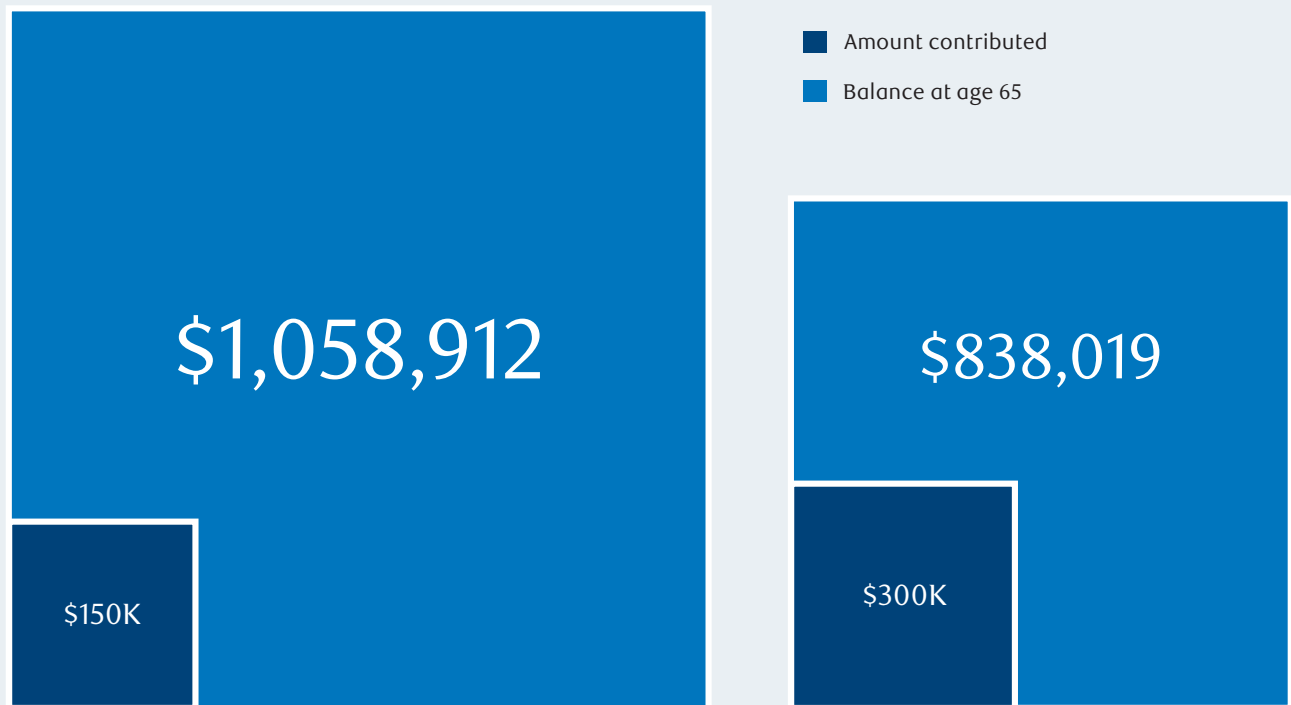 Amount contributed
Balance at age 65
$1,058,912
$838,019
$150K
$300K